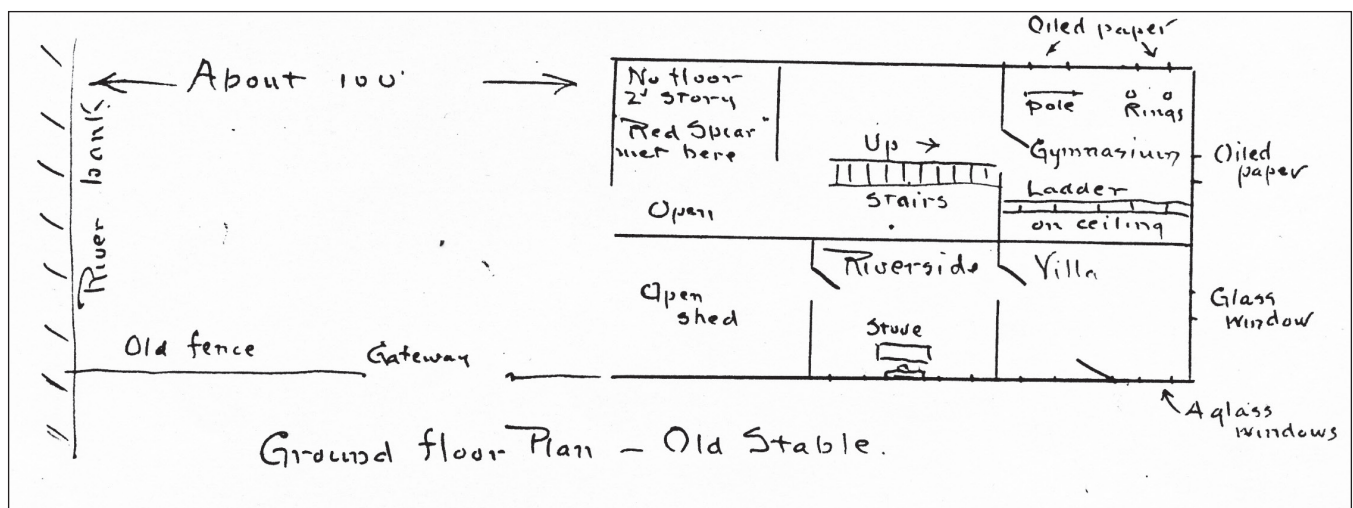 Oiled paper
About 100'
River bank
No floor
2d story
"Red Spear"
met here
Up →
Stairs
Open
pole
Rings
Gymnasium
Ladder
on ceiling
Oiled
paper
Open
shed
Riverside Villa
Stove
Glass
window
Old fence
Gateway
glass
windows
Ground floor Plan – Old Stable.